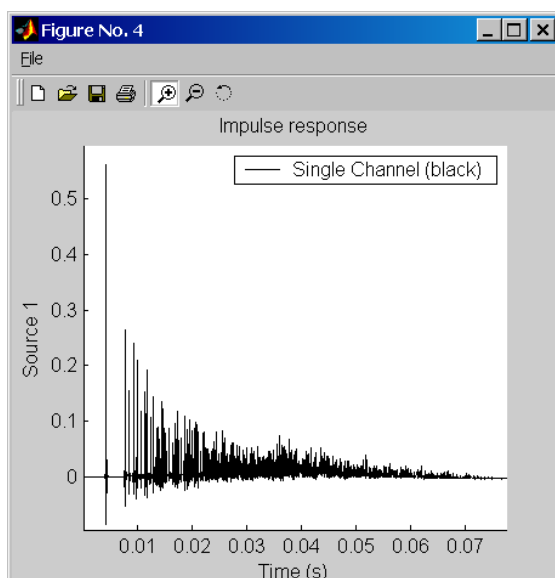 Figure No. 4
File
Impulse response
Single Channel (black)
Source 1
0.5
0.4
0.3
0.2
0.1
0
0.01 0.02 0.03 0.04 0.05 0.06 0.07
Time (s)